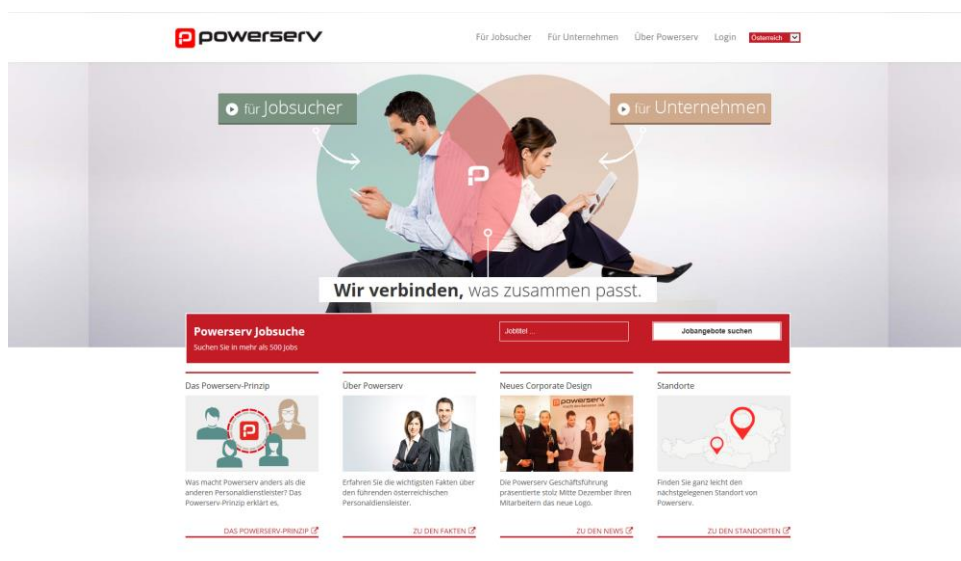 powerserv
Für Jobsucher Für Unternehmen Über Powerserv Login Österreich
für Jobsucher
für Unternehmen
Wir verbinden, was zusammen passt.
Powerserv Jobsuche
Suchen Sie in mehr als 500 Jobs
Jobtitel ...
Jobangebote suchen
Das Powerserv-Prinzip
Was macht Powerserv anders als die
anderen Personaldienstleister? Das
Powerserv-Prinzip erklärt es.
DAS POWERSERV-PRINZIP
Über Powerserv
Erfahren Sie die wichtigsten Fakten über
den führenden österreichischen
Personaldiensleister.
ZU DEN FAKTEN
Neues Corporate Design
powerserv
Die Powerserv Geschäftsführung
präsentierte stolz Mitte Dezember Ihren
Mitarbeitern das neue Logo.
ZU DEN NEWS
Standorte
Finden Sie ganz leicht den
nächstgelegenen Standort von
Powerserv.
ZU DEN STANDORTEN